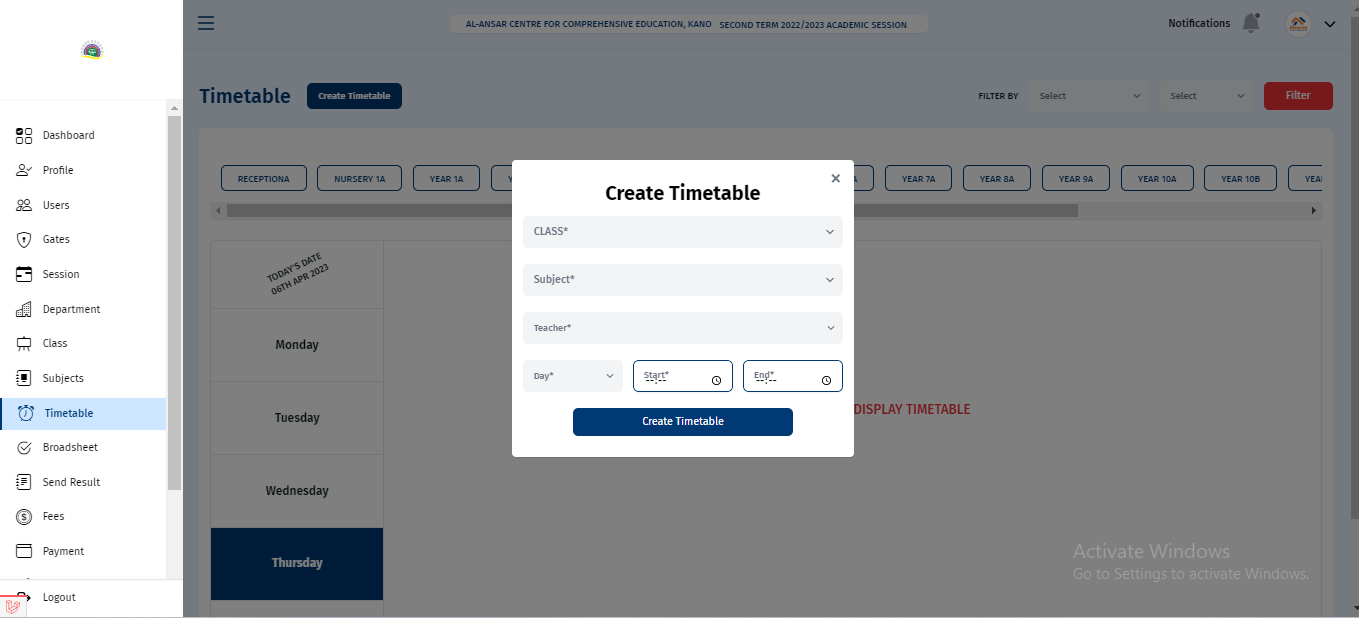 AL-ANSAR CENTRE FOR COMPREHENSIVE EDUCATION, KANO SECOND TERM 2022/2023 ACADEMIC SESSION
Notifications
Timetable
Create Timetable
FILTER BY
Select
Select
Filter
Dashboard
Profile
Users
Gates
Session
Department
Class
Subjects
Timetable
Broadsheet
Send Result
Fees
Payment
Logout
RECEPTIONA
NURSERY 1A
YEAR 1A
Y
A
YEAR 7A
YEAR 8A
YEAR 9A
YEAR 10A
YEAR 10B
YEA
TODAY'S DATE
06TH APR 2023
Monday
Tuesday
Wednesday
Thursday
DISPLAY TIMETABLE
×
Create Timetable
CLASS*
Subject*
Teacher*
Day*
Start*
--:--
End*
--:--
Create Timetable
Activate Windows
Go to Settings to activate Windows.